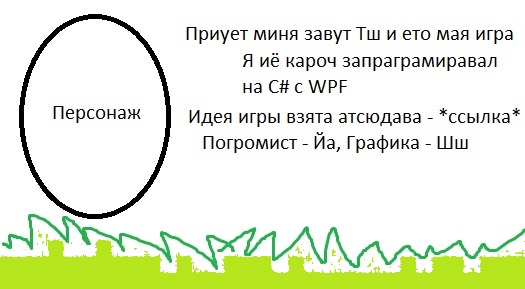 Приует миня завут Тш и ето мая игра
Я иё кароч запраграмиравал
на C# с WPF
Персонаж
Идея игры взята атсюдава - *ссылка*
Погромист - Йа, Графика - Шш